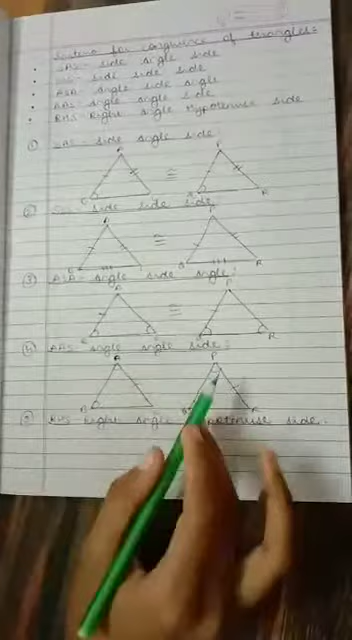 criteria for congruence of triangles:
• SAS - side angle side
• SSS - side side side
• ASA - angle side angle
• AAS angle angle side
• RHS Right angle Hypotenuse side
① SAS - side angle side
A P
≅
B Q R
② SSS - side side side
A P
≅
B Q R
③ ASA - angle side angle:
A P
≅
B C Q R
④ AAS - angle angle side:
A P
B R
⑤ RHS Right angle Hypotenuse side.